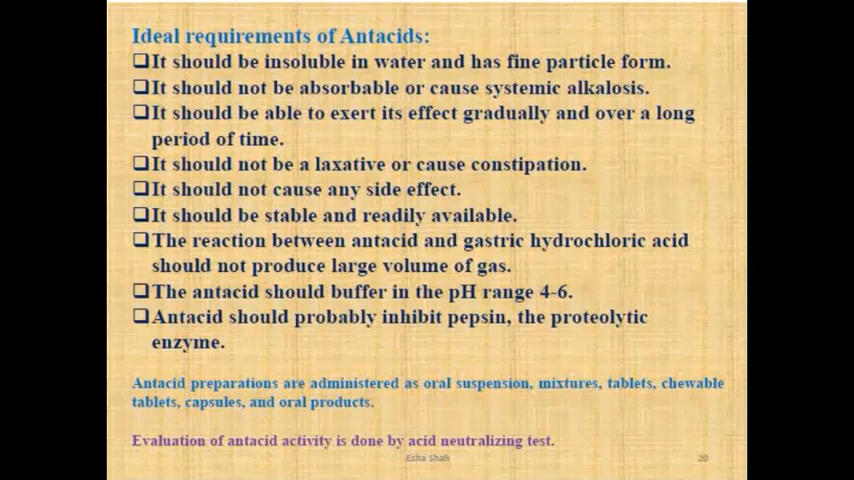 Ideal requirements of Antacids:
❑It should be insoluble in water and has fine particle form.
❑It should not be absorbable or cause systemic alkalosis.
❑It should be able to exert its effect gradually and over a long
period of time.
❑It should not be a laxative or cause constipation.
❑It should not cause any side effect.
❑It should be stable and readily available.
❑The reaction between antacid and gastric hydrochloric acid
should not produce large volume of gas.
❑The antacid should buffer in the pH range 4-6.
❑Antacid should probably inhibit pepsin, the proteolytic
enzyme.
Antacid preparations are administered as oral suspension, mixtures, tablets, chewable
tablets, capsules, and oral products.
Evaluation of antacid activity is done by acid neutralizing test.
Esha Shah 20